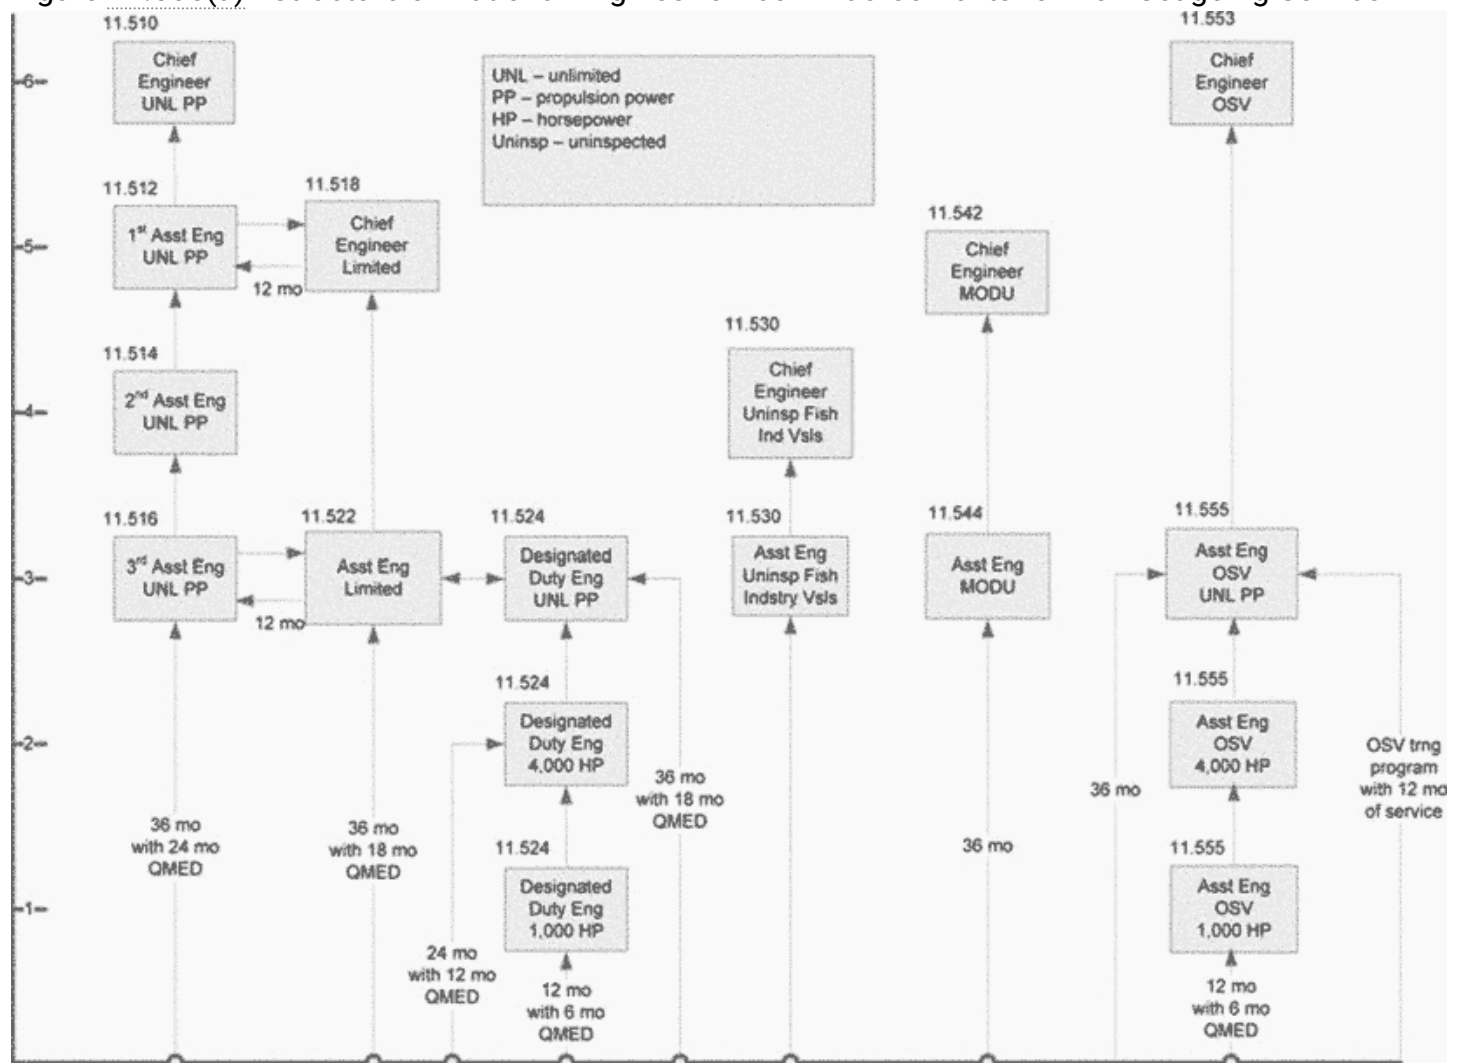 11.510
Chief
Engineer
UNL PP
11.553
Chief
Engineer
OSV
UNL – unlimited
PP – propulsion power
HP – horsepower
Uninsp – uninspected
6
11.512
1st Asst Eng
UNL PP
11.518
Chief
Engineer
Limited
12 mo
5
11.542
Chief
Engineer
MODU
11.514
2nd Asst Eng
UNL PP
4
11.530
Chief
Engineer
Uninsp Fish
Ind Vsls
11.516
3rd Asst Eng
UNL PP
3
12 mo
11.522
Asst Eng
Limited
11.524
Designated
Duty Eng
UNL PP
11.530
Asst Eng
Uninsp Fish
Indstry Vsls
11.544
Asst Eng
MODU
11.555
Asst Eng
OSV
UNL PP
2
11.524
Designated
Duty Eng
4,000 HP
11.555
Asst Eng
OSV
4,000 HP
36 mo
with 24 mo
QMED
36 mo
with 18 mo
QMED
36 mo
with 18 mo
QMED
36 mo
36 mo
OSV trng
program
with 12 mo
of service
1
11.524
Designated
Duty Eng
1,000 HP
11.555
Asst Eng
OSV
1,000 HP
24 mo
with 12 mo
QMED
12 mo
with 6 mo
QMED
12 mo
with 6 mo
QMED